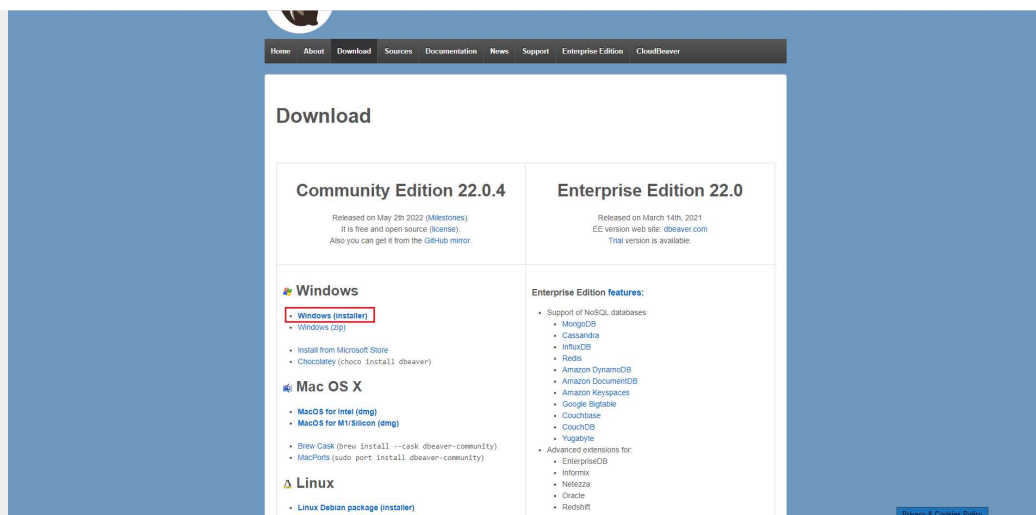 Home About Download Sources Documentation News Support Enterprise Edition CloudBeaver
Download
Community Edition 22.0.4
Released on May 2th 2022 (Milestones).
It is free and open source (license).
Also you can get it from the GitHub mirror.
Enterprise Edition 22.0
Released on March 14th, 2021
EE version web site: dbeaver.com
Trial version is available.
Windows
Windows (installer)
Windows (zip)
Install from Microsoft Store
Chocolatey (choco install dbeaver)
Mac OS X
MacOS for Intel (dmg)
MacOS for M1/Silicon (dmg)
Brew Cask (brew install --cask dbeaver-community)
MacPorts (sudo port install dbeaver-community)
Linux
Linux Debian package (installer)
Enterprise Edition features:
Support of NoSQL databases:
MongoDB
Cassandra
InfluxDB
Redis
Amazon DynamoDB
Amazon DocumentDB
Amazon Keyspaces
Google Bigtable
Couchbase
CouchDB
Yugabyte
Advanced extensions for:
EnterpriseDB
Informix
Netezza
Oracle
Redshift
Privacy & Cookies Policy